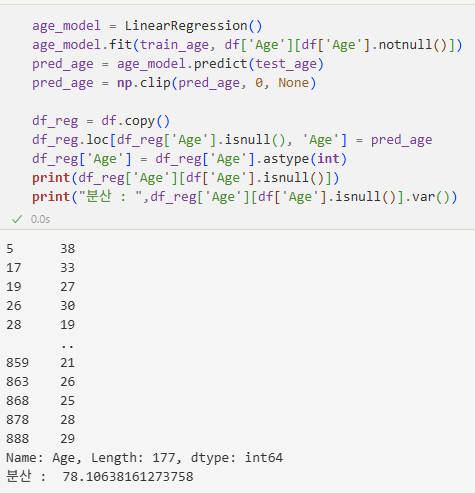 age_model = LinearRegression()
age_model.fit(train_age, df['Age'][df['Age'].notnull()])
pred_age = age_model.predict(test_age)
pred_age = np.clip(pred_age, 0, None)
df_reg = df.copy()
df_reg.loc[df_reg['Age'].isnull(), 'Age'] = pred_age
df_reg['Age'] = df_reg['Age'].astype(int)
print(df_reg['Age'][df['Age'].isnull()])
print("분산 : ",df_reg['Age'][df['Age'].isnull()].var())
✓ 0.0s
5 38
17 33
19 27
26 30
28 19
..
859 21
863 26
868 25
878 28
888 29
Name: Age, Length: 177, dtype: int64
분산 :  78.10638161273758